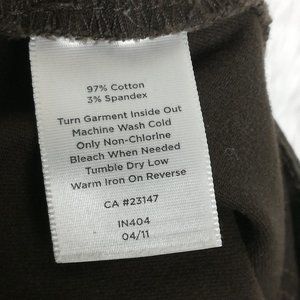 97% Cotton
3% Spandex
Turn Garment Inside Out
Machine Wash Cold
Only Non-Chlorine
Bleach When Needed
Tumble Dry Low
Warm Iron On Reverse
CA #23147
IN404
04/11